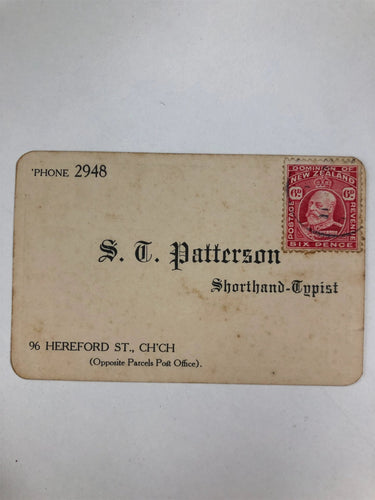 'PHONE 2948
DOMINION OF
NEW ZEALAND
6D 6D
POSTAGE
REVENUE
SIX PENCE
S. T. Patterson
Shorthand-Typist
96 HEREFORD ST., CH'CH
(Opposite Parcels Post Office).